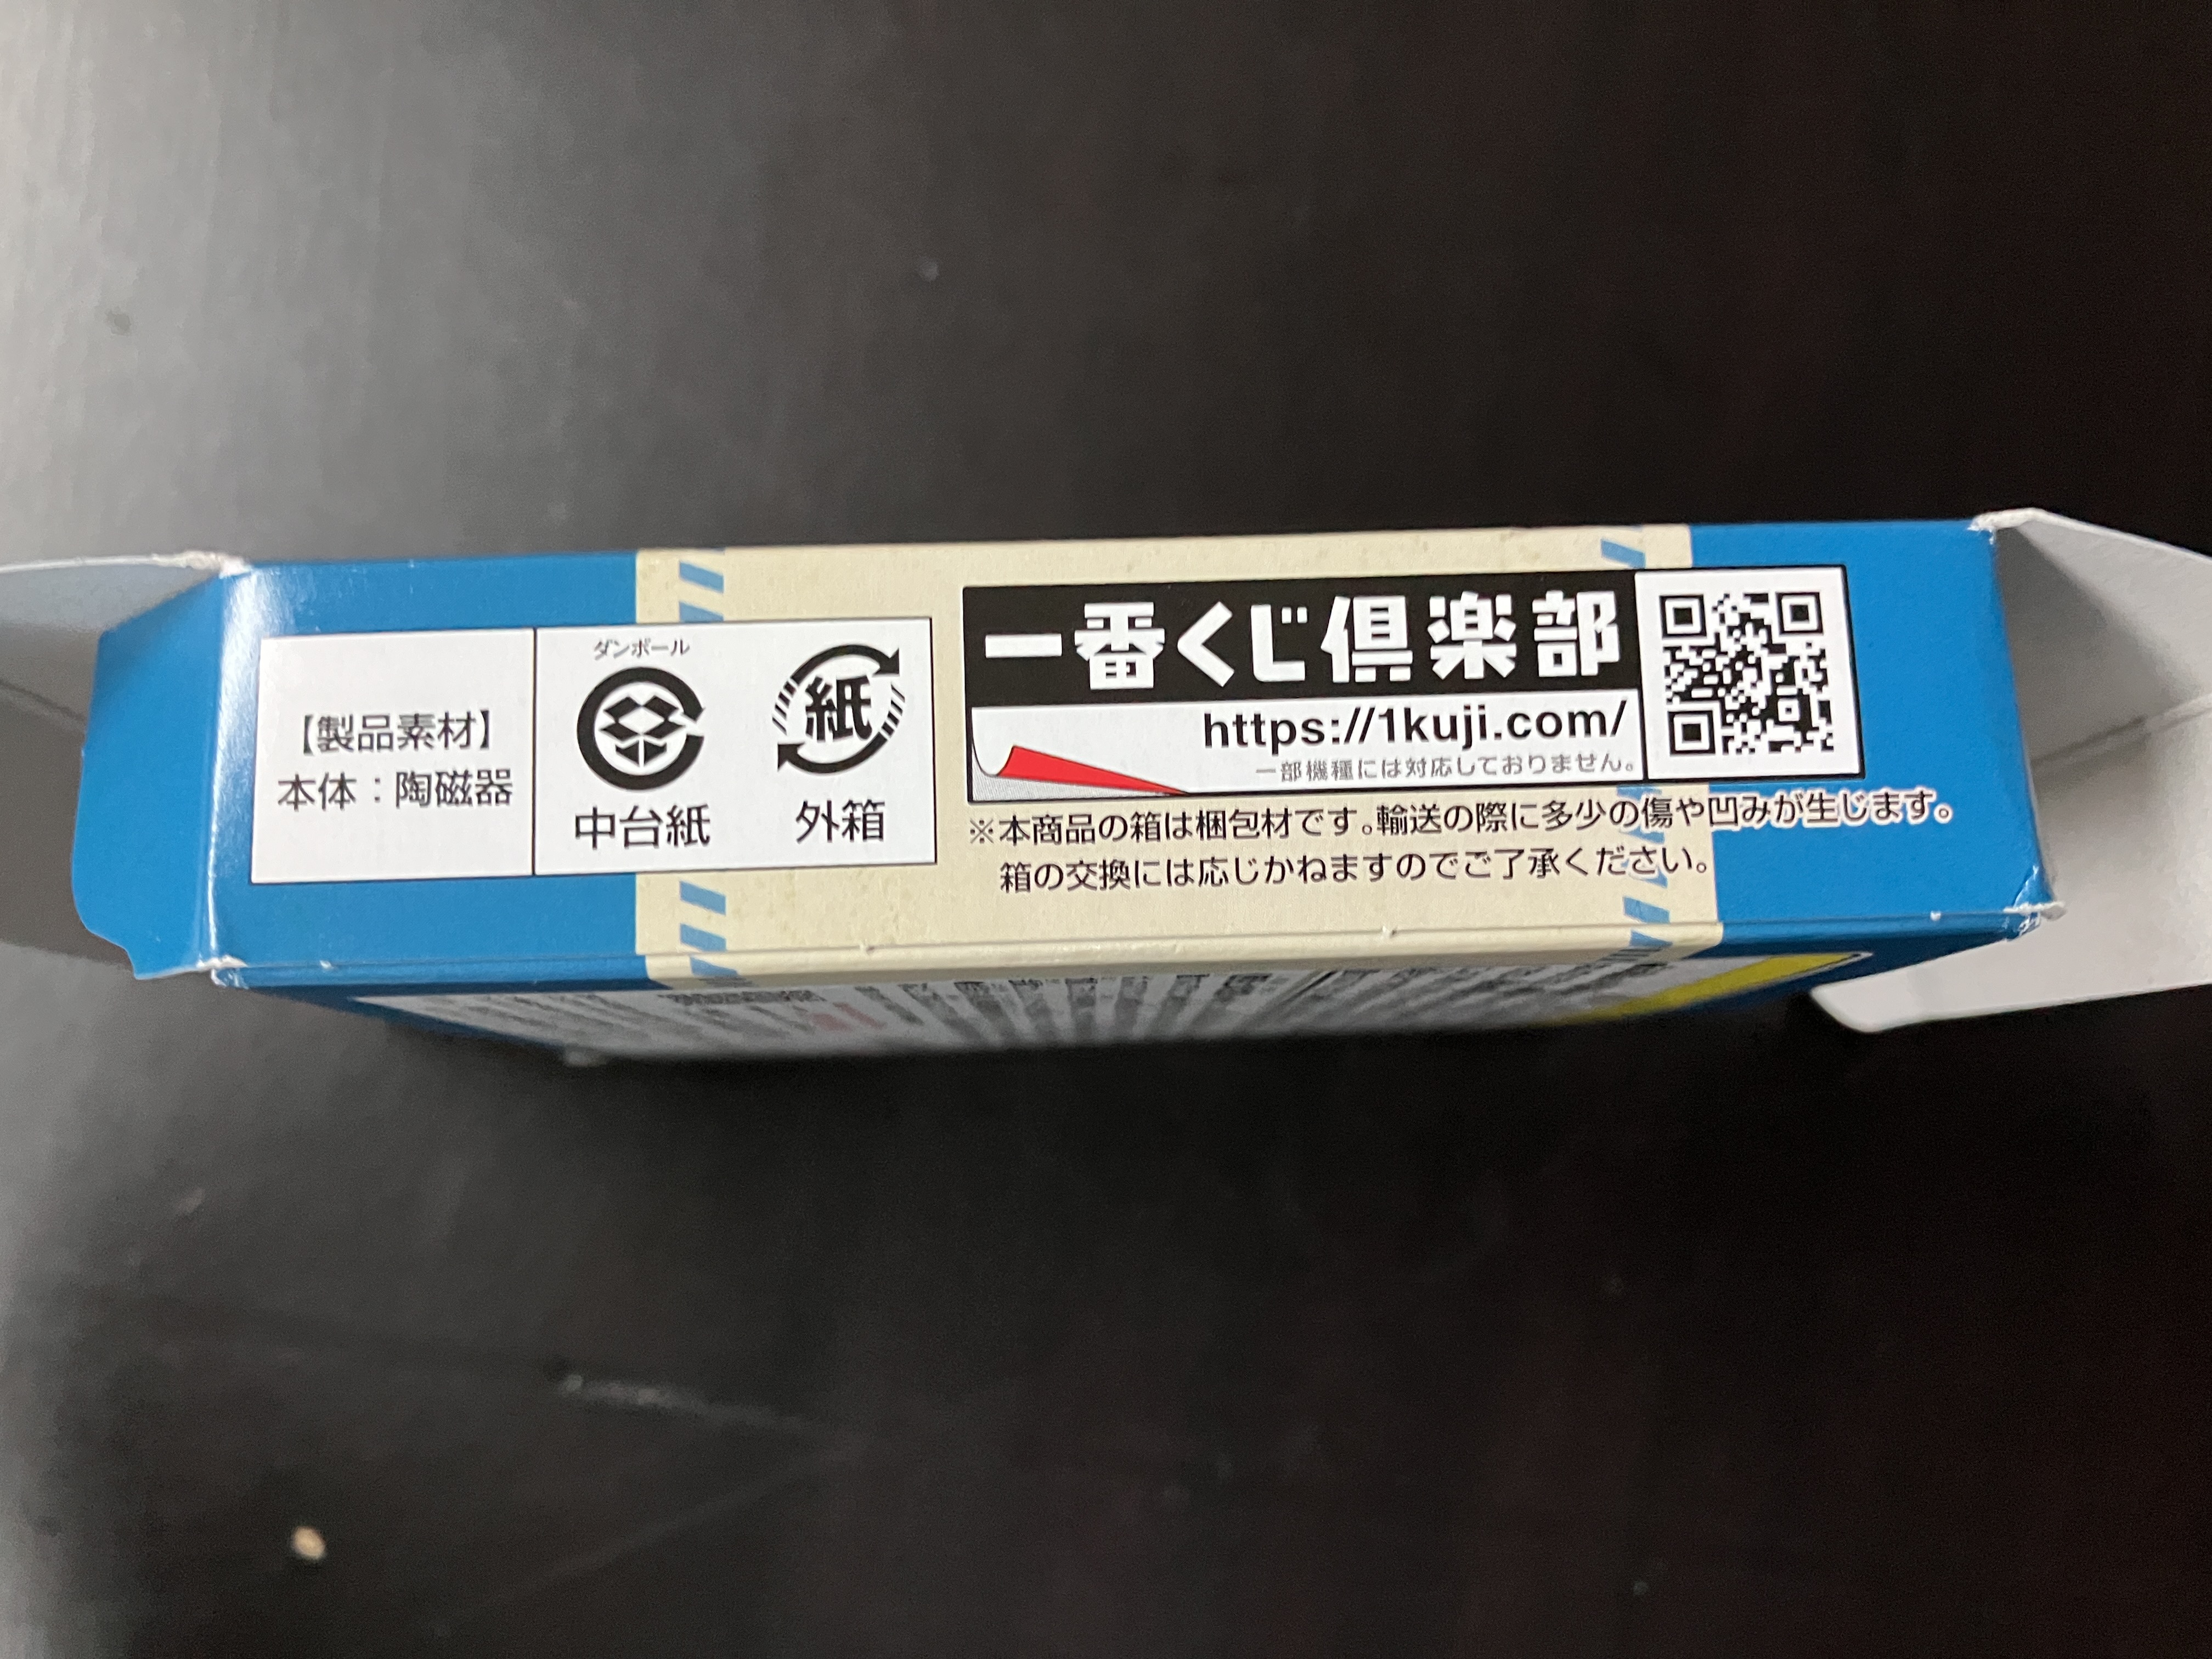 【製品素材】
本体：陶磁器
ダンボール
中台紙
紙
外箱
一番くじ倶楽部
https://1kuji.com/
一部機種には対応しておりません。
※本商品の箱は梱包材です。輸送の際に多少の傷や凹みが生じます。
箱の交換には応じかねますのでご了承ください。